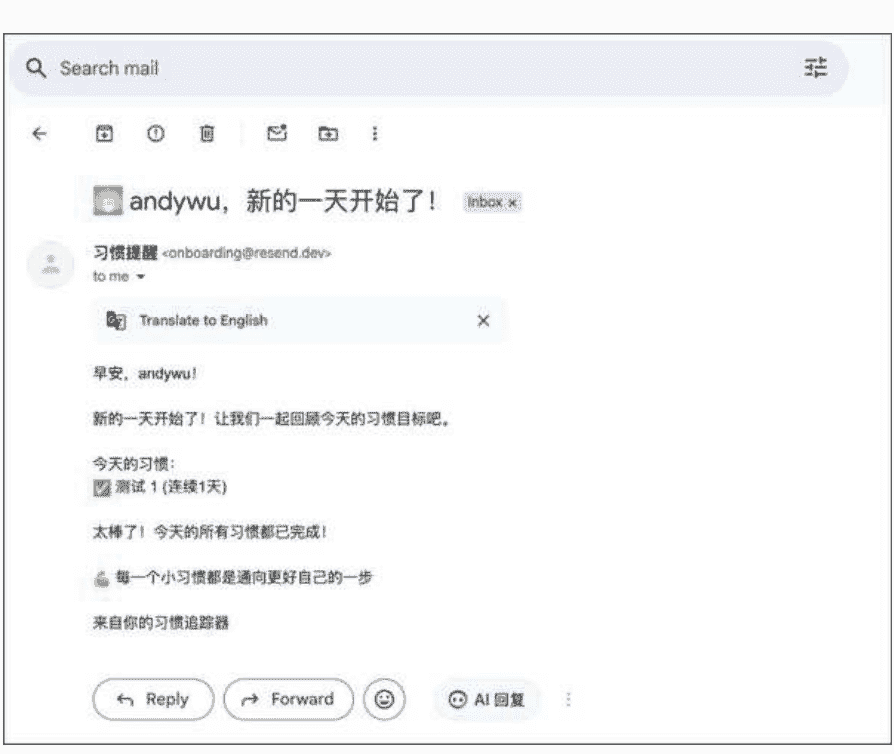 Search mail
andywu，新的一天开始了！ Inbox ×
习惯提醒 <onboarding@resend.dev>
to me
Translate to English
早安，andywu！
新的一天开始了！让我们一起回顾今天的习惯目标吧。
今天的习惯：
测试 1 (连续1天)
太棒了！今天的所有习惯都已完成！
每一个小习惯都是通向更好自己的一步
来自你的习惯追踪器
Reply Forward AI 回复